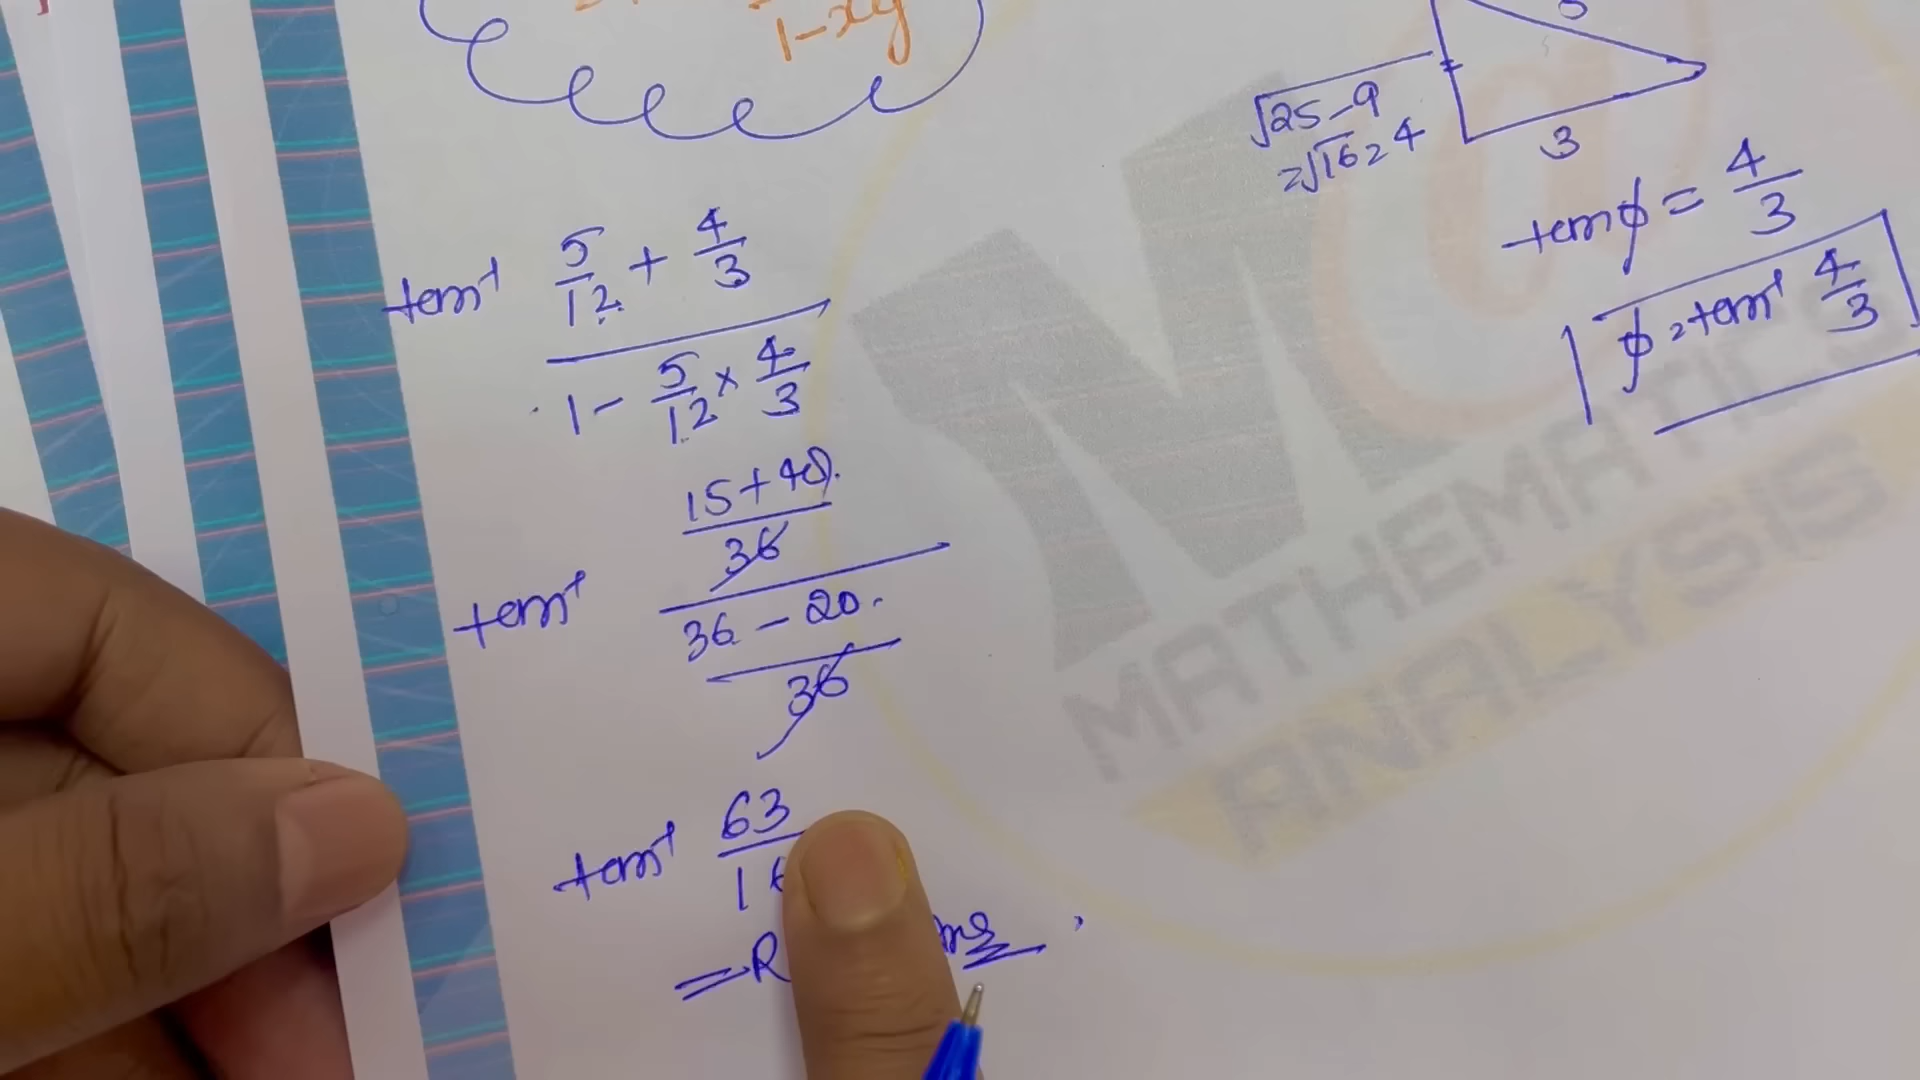 1-xy
√25-9
=√16=4
3
tanφ = 4/3
φ = tan⁻¹ 4/3
tan⁻¹ 5/12 + 4/3
1 - 5/12 × 4/3
15+48
36
tan⁻¹
36 - 20
36
tan⁻¹ 63
=R
MATHEMATICS
ANALYSIS